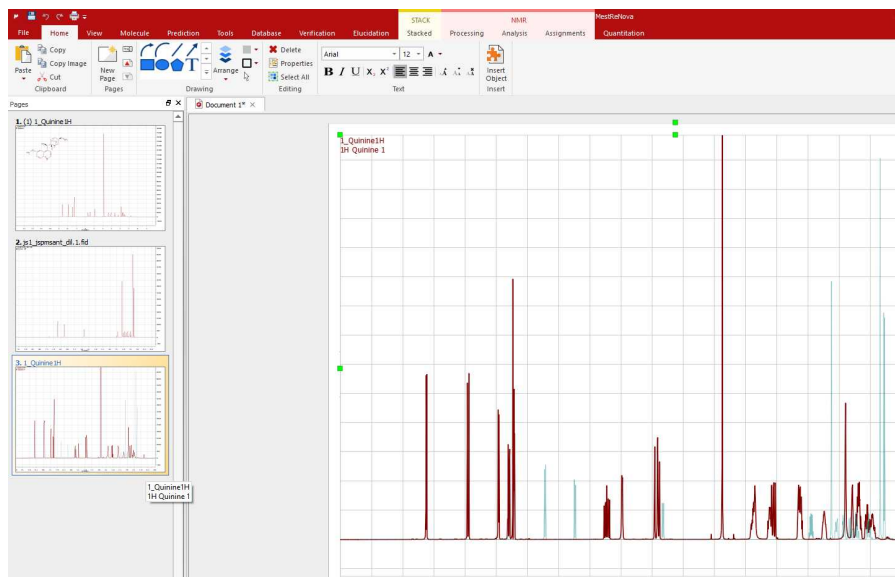 STACK NMR MestReNova
File Home View Molecule Prediction Tools Database Verification Elucidation Stacked Processing Analysis Assignments Quantitation
Paste Copy Copy Image Cut New Page Arrange Delete Properties Select All Arial 12 A Insert Object
B I U X₂ X² 
Clipboard Pages Drawing Editing Text Insert
Pages
Document 1*
1. (1) 1_Quinine1H
2. js1_jspmsant_dil.1.fid
3. 1_Quinine1H
1_Quinine1H
1H Quinine 1
1_Quinine1H
1H Quinine 1